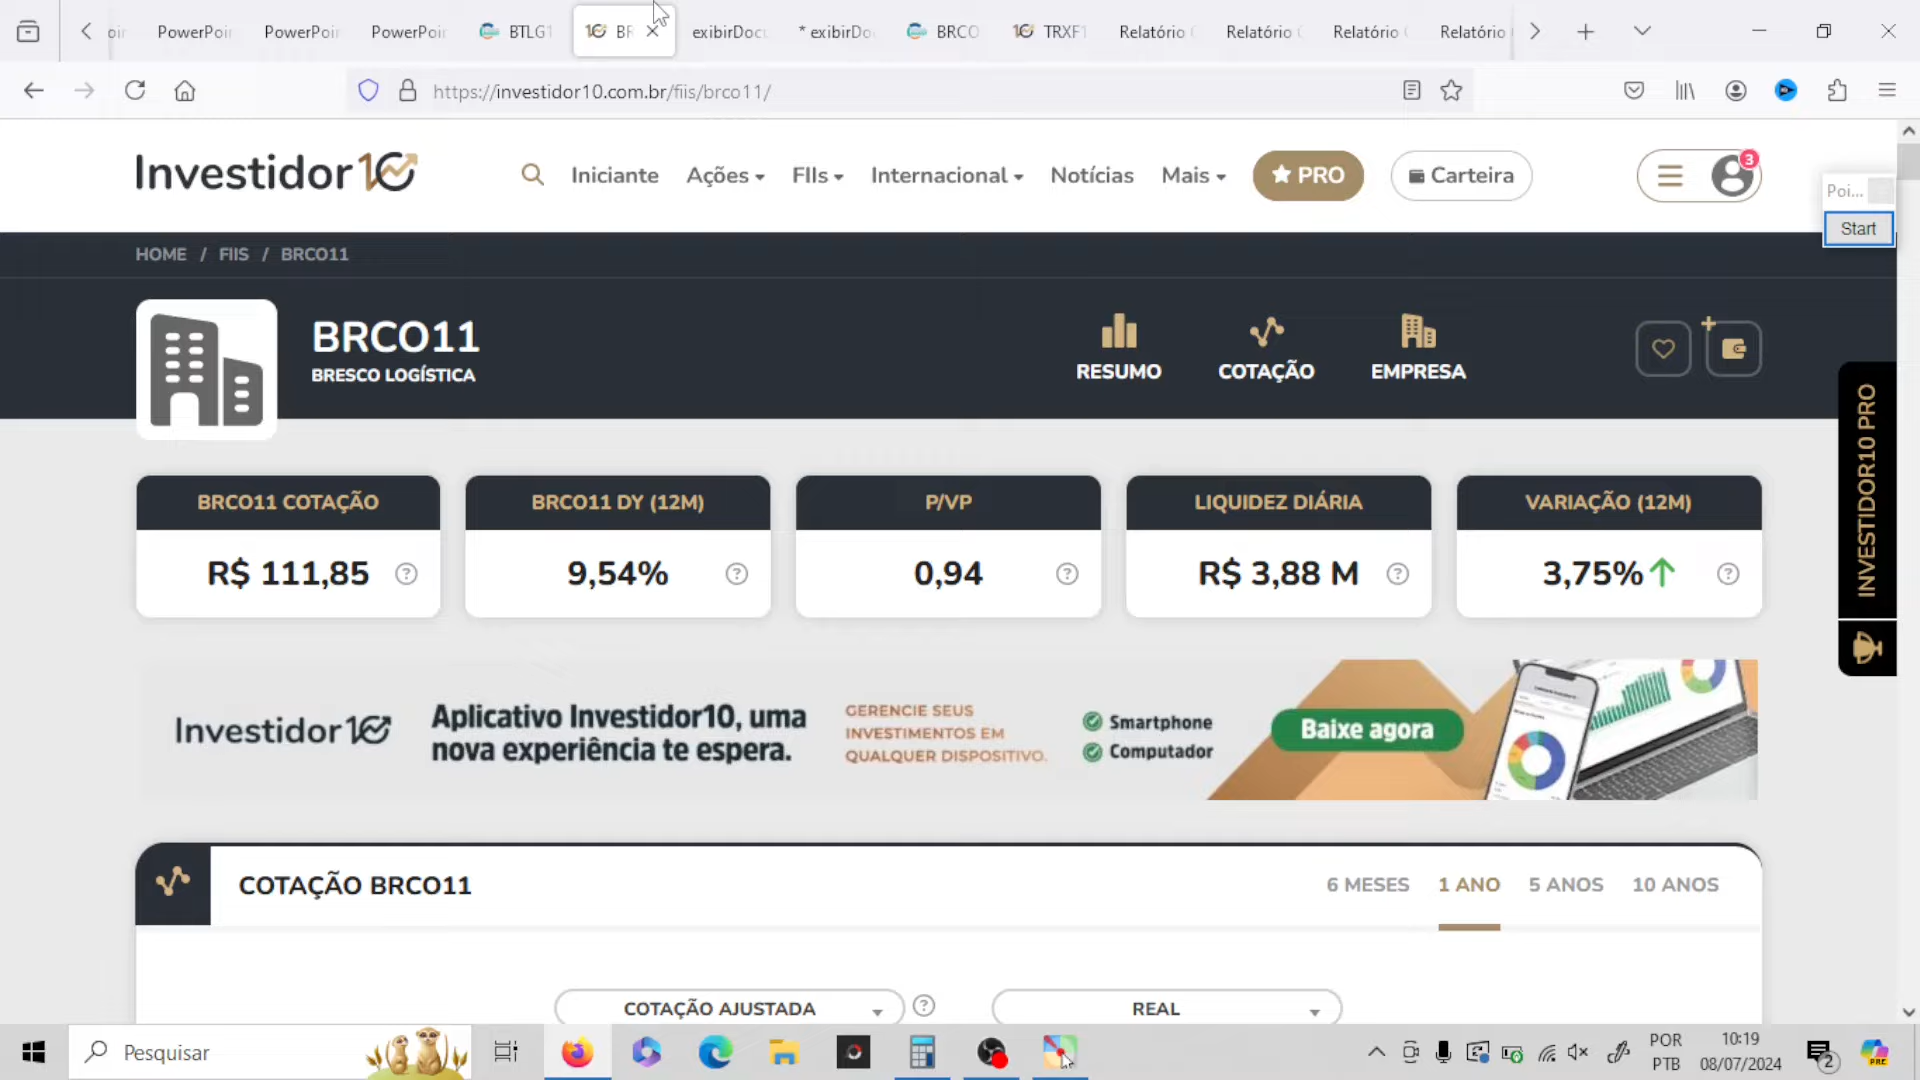 PowerPoin
PowerPoin
PowerPoin
BTLG1
BR
exibirDocu
* exibirDo
BRCO
TRXF1
Relatório
Relatório
Relatório
Relatório
https://investidor10.com.br/fiis/brco11/
Investidor10
Iniciante
Ações
FIIs
Internacional
Notícias
Mais
PRO
Carteira
3
Poi...
Start
HOME / FIIS / BRCO11
BRCO11
BRESCO LOGÍSTICA
RESUMO
COTAÇÃO
EMPRESA
INVESTIDOR10 PRO
BRCO11 COTAÇÃO
R$ 111,85
BRCO11 DY (12M)
9,54%
P/VP
0,94
LIQUIDEZ DIÁRIA
R$ 3,88 M
VARIAÇÃO (12M)
3,75%
Investidor10
Aplicativo Investidor10, uma
nova experiência te espera.
GERENCIE SEUS
INVESTIMENTOS EM
QUALQUER DISPOSITIVO.
Smartphone
Computador
Baixe agora
COTAÇÃO BRCO11
6 MESES
1 ANO
5 ANOS
10 ANOS
COTAÇÃO AJUSTADA
REAL
Pesquisar
POR
PTB
10:19
08/07/2024
2
PRE